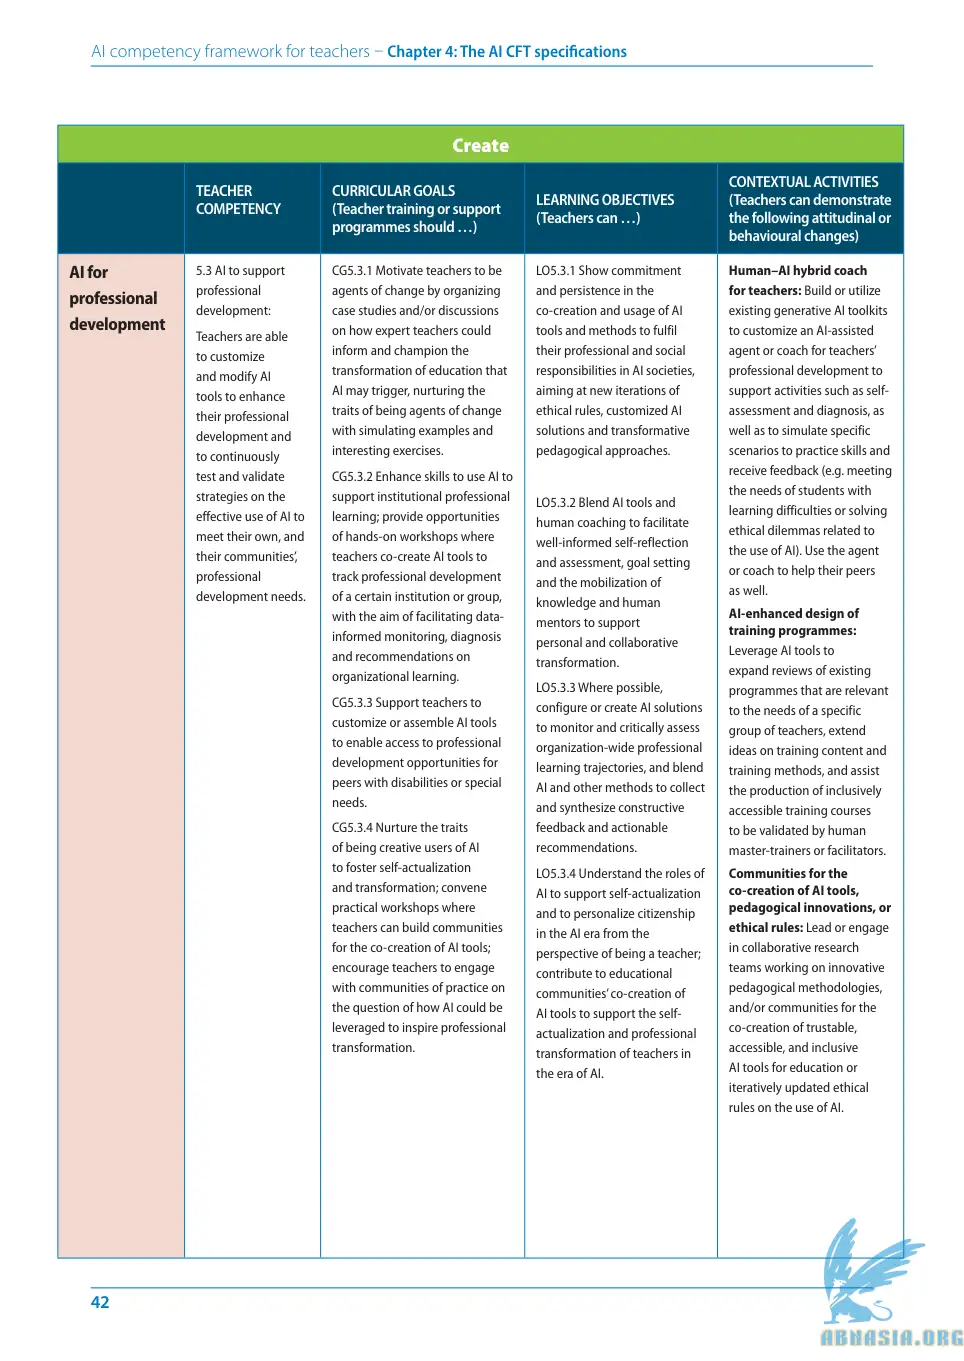 AI competency framework for teachers – Chapter 4: The AI CFT specifications
Create
TEACHER
COMPETENCY
CURRICULAR GOALS
(Teacher training or support
programmes should …)
LEARNING OBJECTIVES
(Teachers can …)
CONTEXTUAL ACTIVITIES
(Teachers can demonstrate
the following attitudinal or
behavioural changes)
AI for
professional
development
5.3 AI to support
professional
development:
Teachers are able
to customize
and modify AI
tools to enhance
their professional
development and
to continuously
test and validate
strategies on the
effective use of AI to
meet their own, and
their communities’,
professional
development needs.
CG5.3.1 Motivate teachers to be
agents of change by organizing
case studies and/or discussions
on how expert teachers could
inform and champion the
transformation of education that
AI may trigger, nurturing the
traits of being agents of change
with simulating examples and
interesting exercises.
CG5.3.2 Enhance skills to use AI to
support institutional professional
learning; provide opportunities
of hands-on workshops where
teachers co-create AI tools to
track professional development
of a certain institution or group,
with the aim of facilitating data-
informed monitoring, diagnosis
and recommendations on
organizational learning.
CG5.3.3 Support teachers to
customize or assemble AI tools
to enable access to professional
development opportunities for
peers with disabilities or special
needs.
CG5.3.4 Nurture the traits
of being creative users of AI
to foster self-actualization
and transformation; convene
practical workshops where
teachers can build communities
for the co-creation of AI tools;
encourage teachers to engage
with communities of practice on
the question of how AI could be
leveraged to inspire professional
transformation.
LO5.3.1 Show commitment
and persistence in the
co-creation and usage of AI
tools and methods to fulfil
their professional and social
responsibilities in AI societies,
aiming at new iterations of
ethical rules, customized AI
solutions and transformative
pedagogical approaches.
LO5.3.2 Blend AI tools and
human coaching to facilitate
well-informed self-reflection
and assessment, goal setting
and the mobilization of
knowledge and human
mentors to support
personal and collaborative
transformation.
LO5.3.3 Where possible,
configure or create AI solutions
to monitor and critically assess
organization-wide professional
learning trajectories, and blend
AI and other methods to collect
and synthesize constructive
feedback and actionable
recommendations.
LO5.3.4 Understand the roles of
AI to support self-actualization
and to personalize citizenship
in the AI era from the
perspective of being a teacher;
contribute to educational
communities’ co-creation of
AI tools to support the self-
actualization and professional
transformation of teachers in
the era of AI.
Human–AI hybrid coach
for teachers: Build or utilize
existing generative AI toolkits
to customize an AI-assisted
agent or coach for teachers’
professional development to
support activities such as self-
assessment and diagnosis, as
well as to simulate specific
scenarios to practice skills and
receive feedback (e.g. meeting
the needs of students with
learning difficulties or solving
ethical dilemmas related to
the use of AI). Use the agent
or coach to help their peers
as well.
AI-enhanced design of
training programmes:
Leverage AI tools to
expand reviews of existing
programmes that are relevant
to the needs of a specific
group of teachers, extend
ideas on training content and
training methods, and assist
the production of inclusively
accessible training courses
to be validated by human
master-trainers or facilitators.
Communities for the
co-creation of AI tools,
pedagogical innovations, or
ethical rules: Lead or engage
in collaborative research
teams working on innovative
pedagogical methodologies,
and/or communities for the
co-creation of trustable,
accessible, and inclusive
AI tools for education or
iteratively updated ethical
rules on the use of AI.
42
ABNASIA.ORG